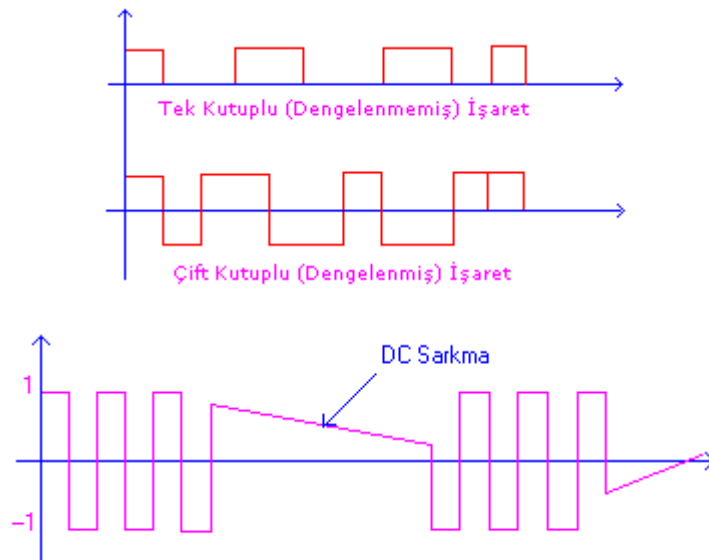 Tek Kutuplu (Dengelenmemiş) İşaret
Çift Kutuplu (Dengelenmiş) İşaret
DC Sarkma
1
-1